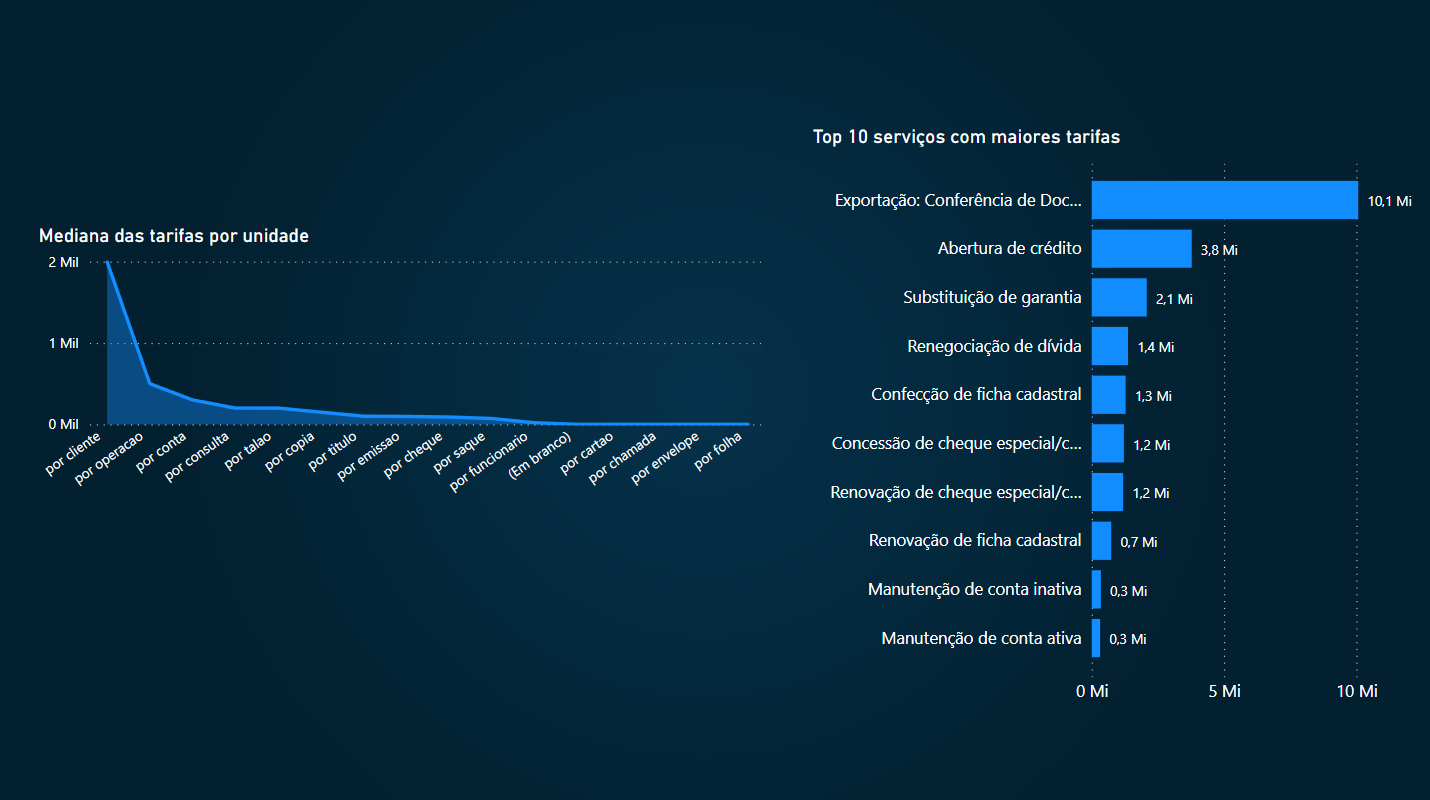 Mediana das tarifas por unidade
2 Mil
1 Mil
0 Mil
por cliente
por operacao
por conta
por consulta
por talao
por copia
por titulo
por emissao
por cheque
por saque
por funcionario
(Em branco)
por cartao
por chamada
por envelope
por folha
Top 10 serviços com maiores tarifas
Exportação: Conferência de Doc... 10,1 Mi
Abertura de crédito 3,8 Mi
Substituição de garantia 2,1 Mi
Renegociação de dívida 1,4 Mi
Confecção de ficha cadastral 1,3 Mi
Concessão de cheque especial/c... 1,2 Mi
Renovação de cheque especial/c... 1,2 Mi
Renovação de ficha cadastral 0,7 Mi
Manutenção de conta inativa 0,3 Mi
Manutenção de conta ativa 0,3 Mi
0 Mi 5 Mi 10 Mi